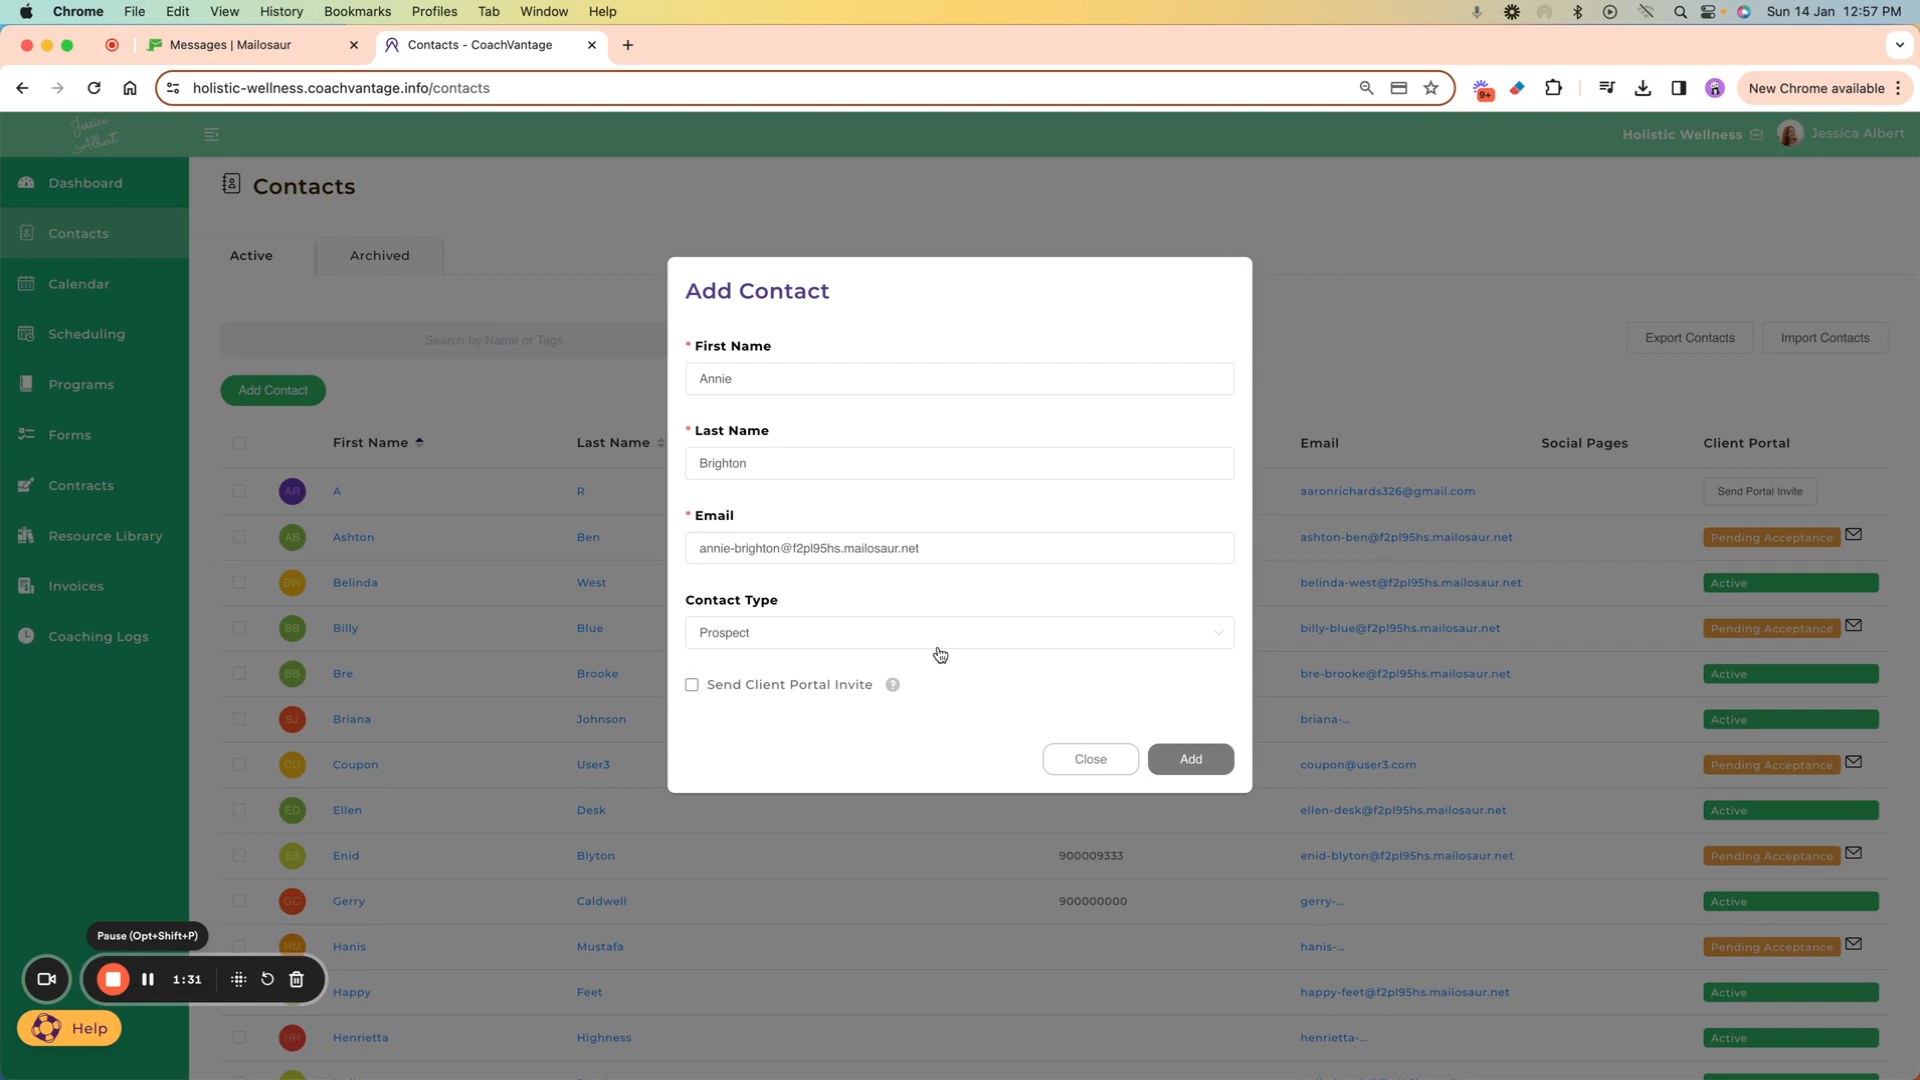 Chrome File Edit View History Bookmarks Profiles Tab Window Help Sun 14 Jan 12:57 PM
Messages | Mailosaur
Contacts - CoachVantage
holistic-wellness.coachvantage.info/contacts
9+
New Chrome available
Jessica
Albert
Holistic Wellness
Jessica Albert
Dashboard
Contacts
Calendar
Scheduling
Programs
Forms
Contracts
Resource Library
Invoices
Coaching Logs
Contacts
Active
Archived
Search by Name or Tags
Export Contacts
Import Contacts
Add Contact
First Name Last Name Email Social Pages Client Portal
AR A R aaronrichards326@gmail.com Send Portal Invite
AB Ashton Ben ashton-ben@f2pl95hs.mailosaur.net Pending Acceptance
BW Belinda West belinda-west@f2pl95hs.mailosaur.net Active
BB Billy Blue billy-blue@f2pl95hs.mailosaur.net Pending Acceptance
BB Bre Brooke bre-brooke@f2pl95hs.mailosaur.net Active
BJ Briana Johnson briana-... Active
CU Coupon User3 coupon@user3.com Pending Acceptance
ED Ellen Desk ellen-desk@f2pl95hs.mailosaur.net Active
EB Enid Blyton 900009333 enid-blyton@f2pl95hs.mailosaur.net Pending Acceptance
GC Gerry Caldwell 900000000 gerry-... Active
HM Hanis Mustafa hanis-... Pending Acceptance
Happy Feet happy-feet@f2pl95hs.mailosaur.net Active
HH Henrietta Highness henrietta-... Active
Add Contact
* First Name
Annie
* Last Name
Brighton
* Email
annie-brighton@f2pl95hs.mailosaur.net
Contact Type
Prospect
Send Client Portal Invite ?
Close
Add
Pause (Opt+Shift+P)
1:31
Help